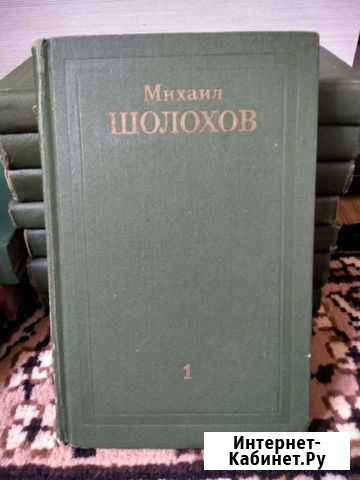 Михаил
ШОЛОХОВ
1
Интернет-
Кабинет.Ру